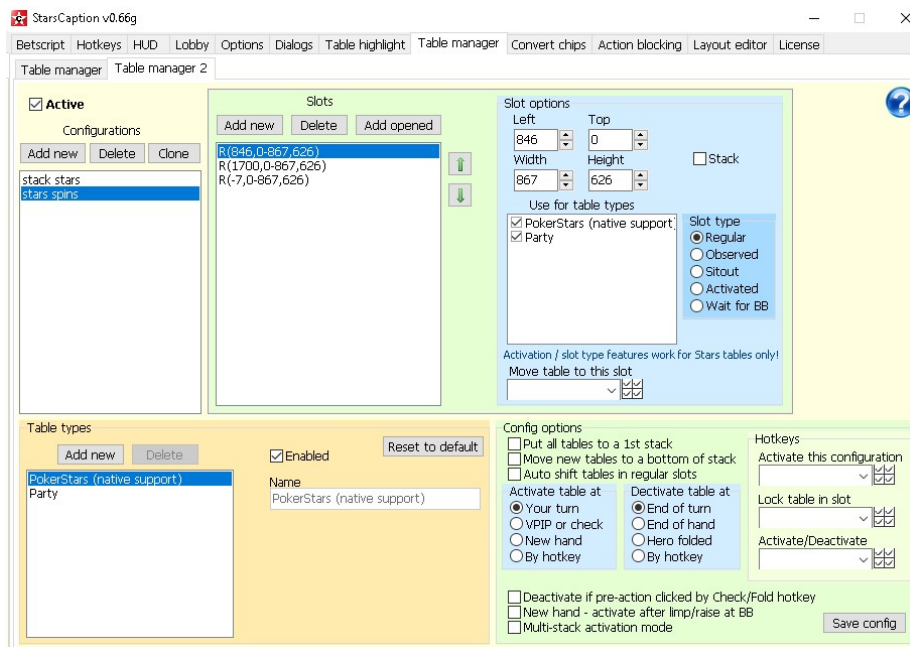 StarsCaption v0.66g
Betscript Hotkeys HUD Lobby Options Dialogs Table highlight Table manager Convert chips Action blocking Layout editor License
Table manager Table manager 2
Active
Configurations
Add new Delete Clone
stack stars
stars spins
Slots
Add new Delete Add opened
R(846,0-867,626)
R(1700,0-867,626)
R(-7,0-867,626)
Slot options
Left Top
846 0
Width Height
867 626
Stack
Use for table types
PokerStars (native support)
Party
Slot type
Regular
Observed
Sitout
Activated
Wait for BB
Activation / slot type features work for Stars tables only!
Move table to this slot
?
Table types
Add new Delete
PokerStars (native support)
Party
Enabled
Reset to default
Name
PokerStars (native support)
Config options
Put all tables to a 1st stack
Move new tables to a bottom of stack
Auto shift tables in regular slots
Activate table at
Your turn
VPIP or check
New hand
By hotkey
Dectivate table at
End of turn
End of hand
Hero folded
By hotkey
Hotkeys
Activate this configuration
Lock table in slot
Activate/Deactivate
Deactivate if pre-action clicked by Check/Fold hotkey
New hand - activate after limp/raise at BB
Multi-stack activation mode
Save config